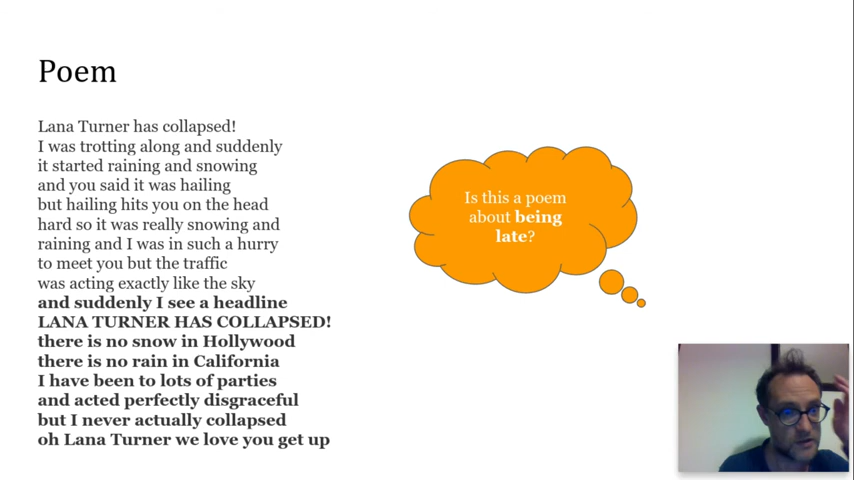 Poem
Lana Turner has collapsed!
I was trotting along and suddenly
it started raining and snowing
and you said it was hailing
but hailing hits you on the head
hard so it was really snowing and
raining and I was in such a hurry
to meet you but the traffic
was acting exactly like the sky
and suddenly I see a headline
LANA TURNER HAS COLLAPSED!
there is no snow in Hollywood
there is no rain in California
I have been to lots of parties
and acted perfectly disgraceful
but I never actually collapsed
oh Lana Turner we love you get up
Is this a poem
about being
late?